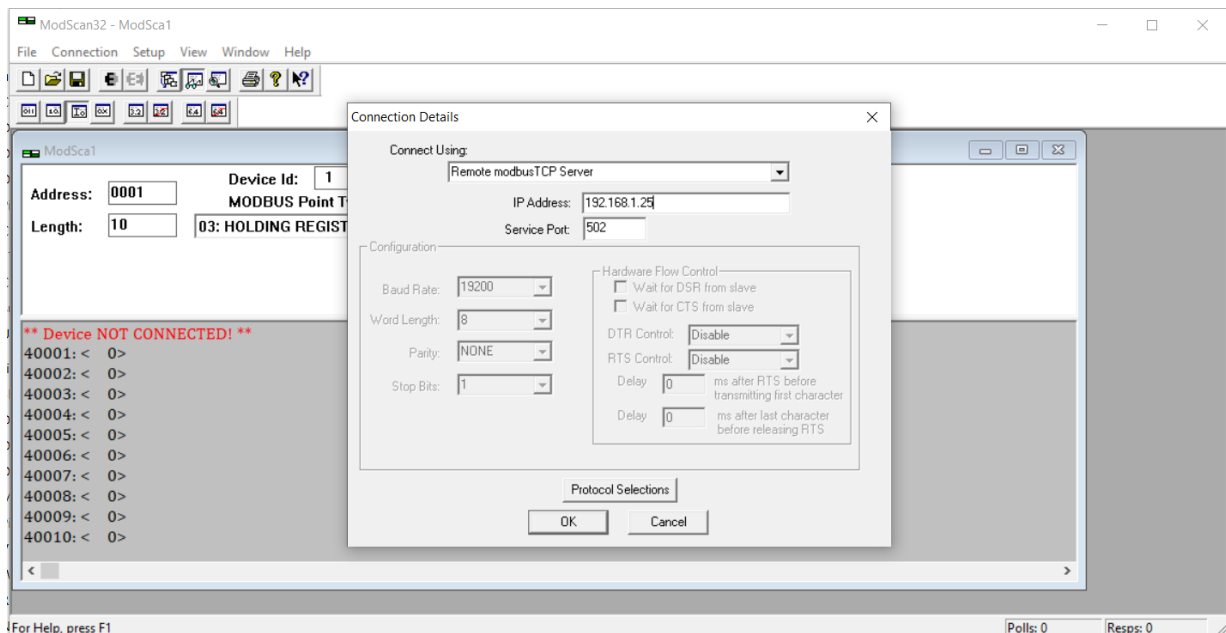 ModScan32 - ModSca1
File Connection Setup View Window Help
ModSca1
Address: 0001
Device Id: 1
MODBUS Point T
Length: 10
03: HOLDING REGIST
** Device NOT CONNECTED! **
40001: < 0>
40002: < 0>
40003: < 0>
40004: < 0>
40005: < 0>
40006: < 0>
40007: < 0>
40008: < 0>
40009: < 0>
40010: < 0>
Connection Details
Connect Using:
Remote modbusTCP Server
IP Address: 192.168.1.25
Service Port: 502
Configuration
Baud Rate: 19200
Word Length: 8
Parity: NONE
Stop Bits: 1
Hardware Flow Control
Wait for DSR from slave
Wait for CTS from slave
DTR Control: Disable
RTS Control: Disable
Delay 0 ms after RTS before
transmitting first character
Delay 0 ms after last character
before releasing RTS
Protocol Selections
OK Cancel
For Help, press F1
Polls: 0 Resps: 0